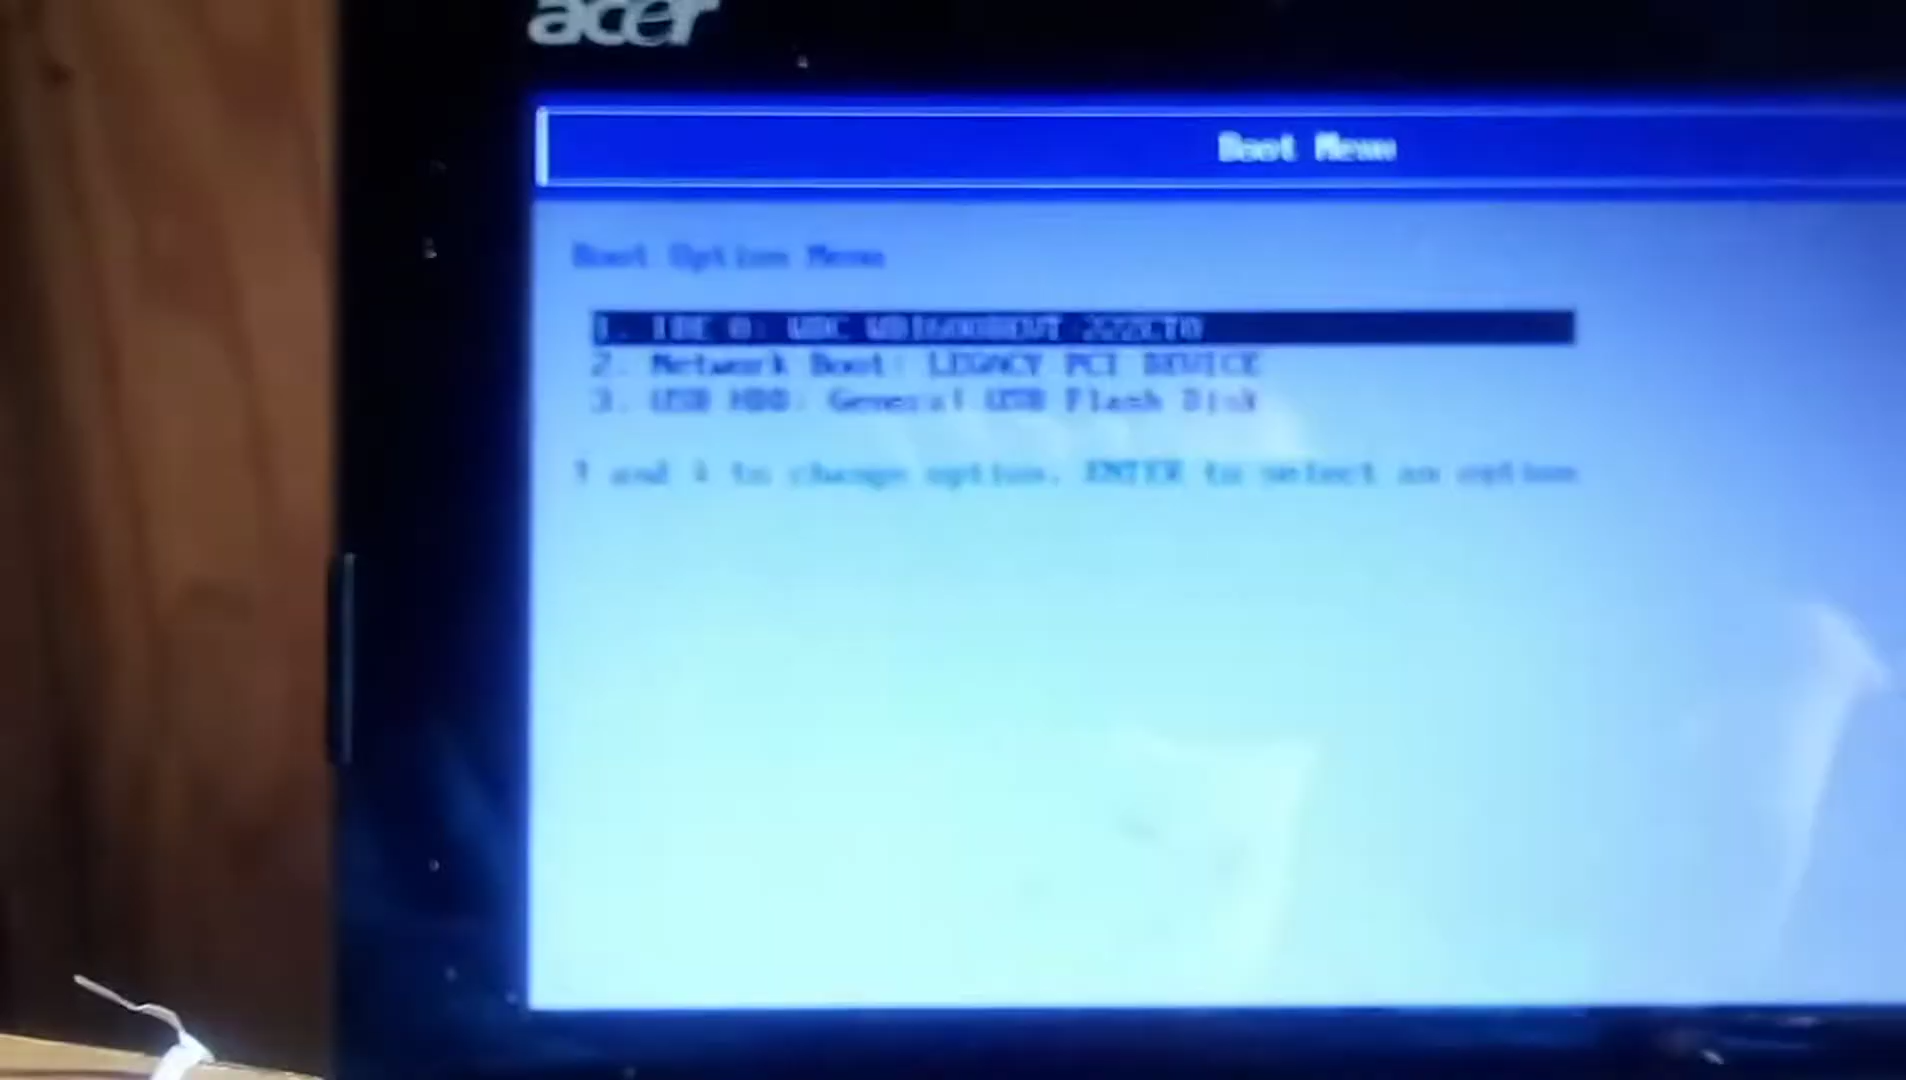 acer
Boot Menu
Boot Option Menu
1. IDE 0: WDC
2. Network Boot: LEGACY PCI DEVICE
3. USB HDD: General USB Flash Disk
↑ and ↓ to change option. ENTER to select an option